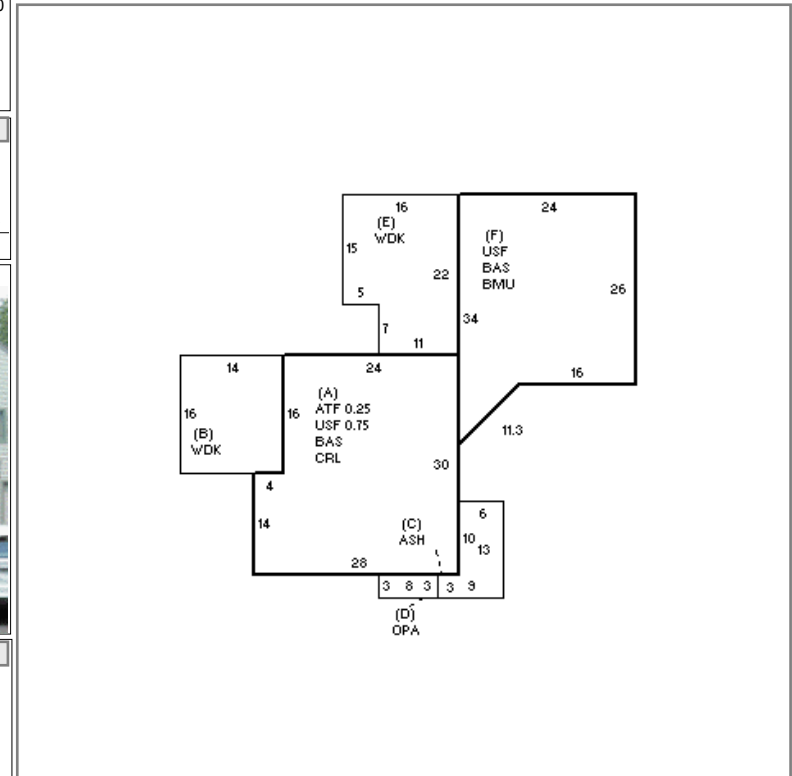 16
(E)
WDK
15
22
5
7
11
24
(F)
USF
BAS
BMU
26
34
16
11.3
14
16
(B)
WDK
24
(A)
ATF 0.25
USF 0.75
BAS
CRL
16
30
4
14
28
(C)
ASH
6
10
13
3 8 3
3 9
(D)
OPA